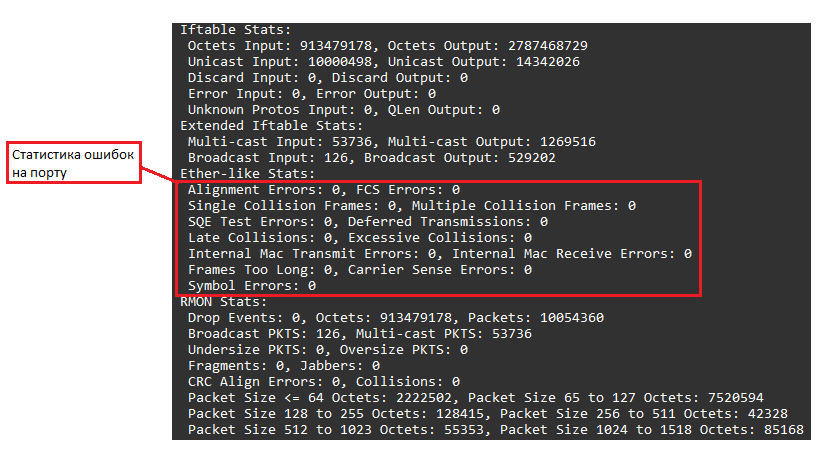 Iftable Stats:
Octets Input: 913479178, Octets Output: 2787468729
Unicast Input: 10000498, Unicast Output: 14342026
Discard Input: 0, Discard Output: 0
Error Input: 0, Error Output: 0
Unknown Protos Input: 0, QLen Output: 0
Extended Iftable Stats:
Multi-cast Input: 53736, Multi-cast Output: 1269516
Broadcast Input: 126, Broadcast Output: 529202
Статистика ошибок
на порту
Ether-like Stats:
Alignment Errors: 0, FCS Errors: 0
Single Collision Frames: 0, Multiple Collision Frames: 0
SQE Test Errors: 0, Deferred Transmissions: 0
Late Collisions: 0, Excessive Collisions: 0
Internal Mac Transmit Errors: 0, Internal Mac Receive Errors: 0
Frames Too Long: 0, Carrier Sense Errors: 0
Symbol Errors: 0
RMON Stats:
Drop Events: 0, Octets: 913479178, Packets: 10054360
Broadcast PKTS: 126, Multi-cast PKTS: 53736
Undersize PKTS: 0, Oversize PKTS: 0
Fragments: 0, Jabbers: 0
CRC Align Errors: 0, Collisions: 0
Packet Size <= 64 Octets: 2222502, Packet Size 65 to 127 Octets: 7520594
Packet Size 128 to 255 Octets: 128415, Packet Size 256 to 511 Octets: 42328
Packet Size 512 to 1023 Octets: 55353, Packet Size 1024 to 1518 Octets: 85168